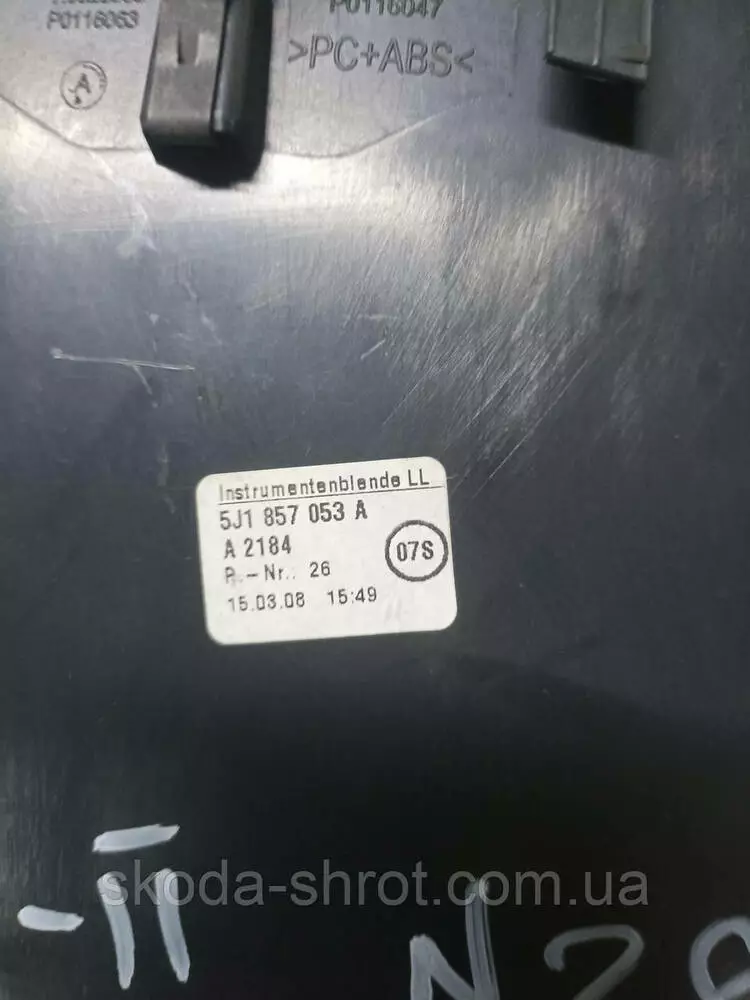 P0116063
P0116047
>PC+ABS<
A
Instrumentenblende LL
5J1 857 053 A
A 2184
07S
P.-Nr.: 26
15.03.08 15:49
skoda-shrot.com.ua